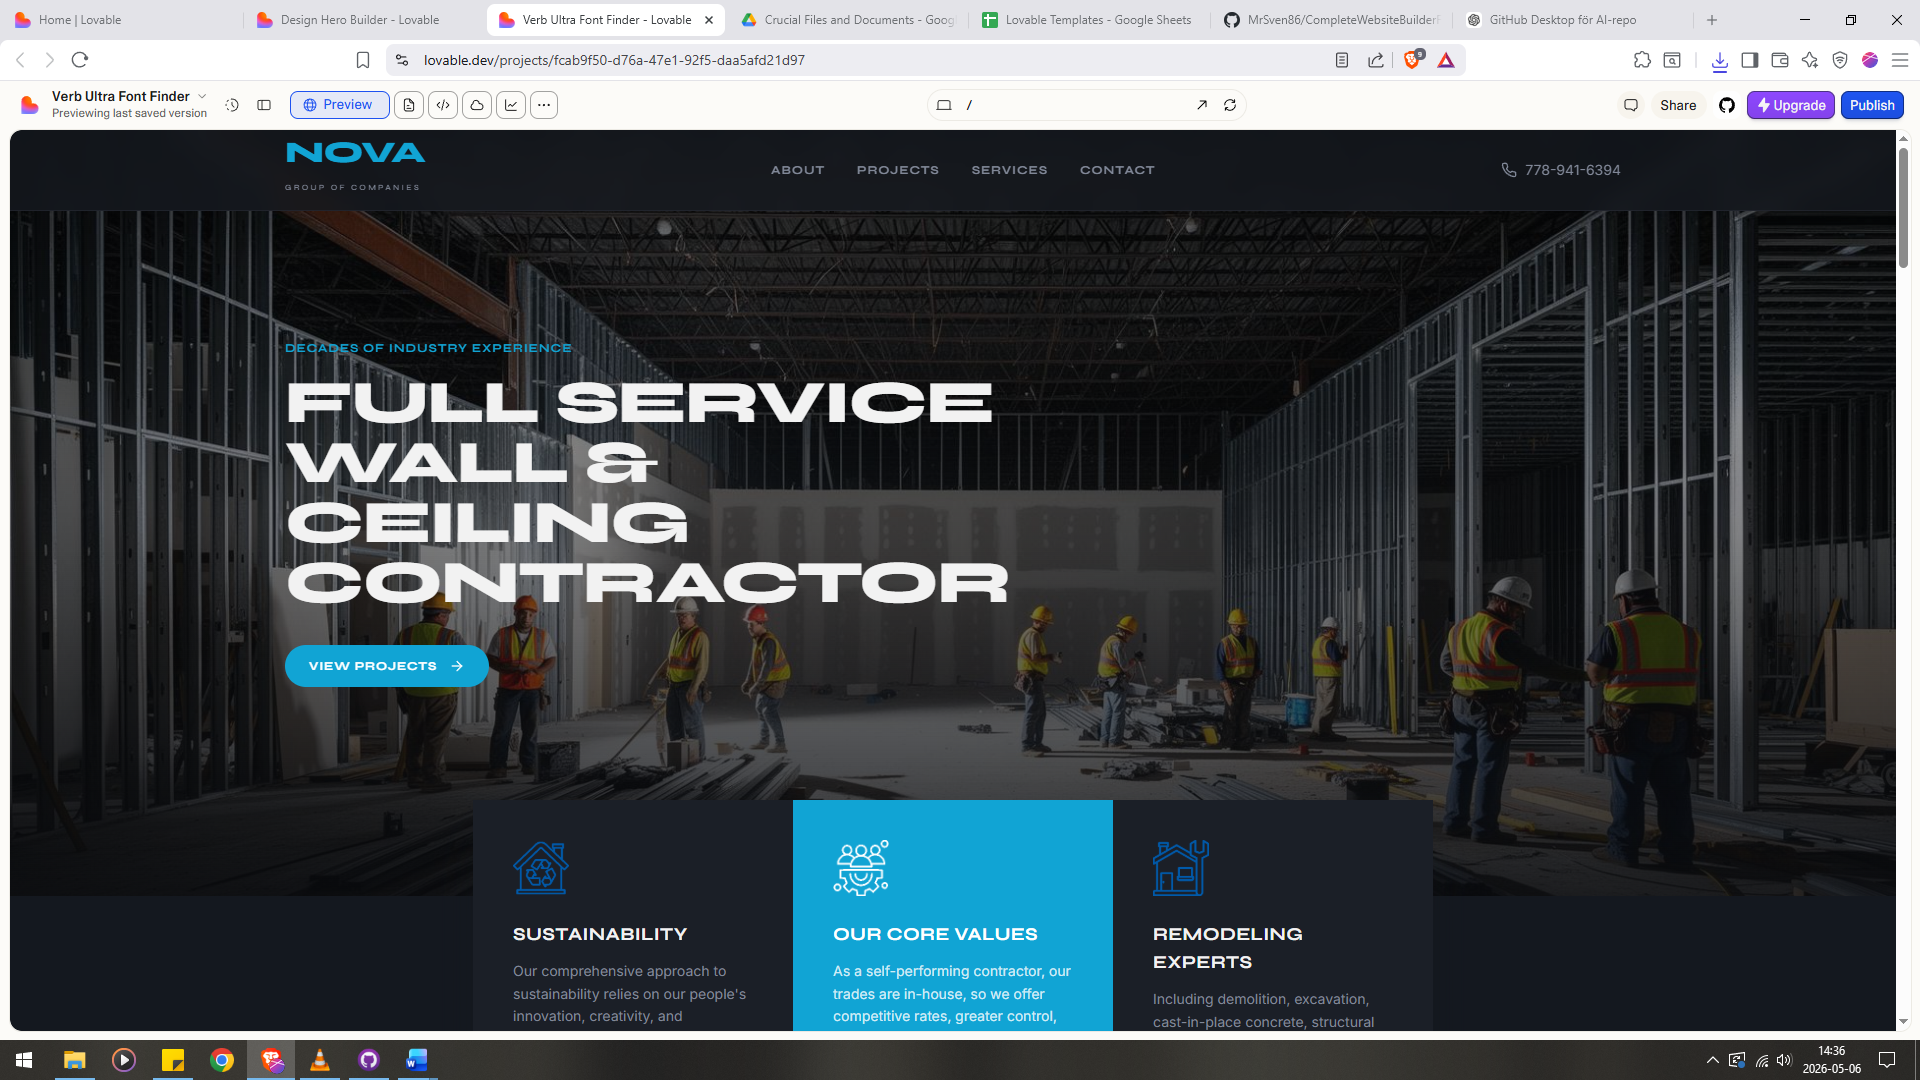 Home | Lovable
Design Hero Builder - Lovable
Verb Ultra Font Finder - Lovable
Crucial Files and Documents - Goog
Lovable Templates - Google Sheets
MrSven86/CompleteWebsiteBuilder
GitHub Desktop för AI-repo
lovable.dev/projects/fcab9f50-d76a-47e1-92f5-daa5afd21d97
9
Verb Ultra Font Finder
Previewing last saved version
Preview
/
Share
Upgrade
Publish
NOVA
GROUP OF COMPANIES
ABOUT
PROJECTS
SERVICES
CONTACT
778-941-6394
DECADES OF INDUSTRY EXPERIENCE
FULL SERVICE
WALL &
CEILING
CONTRACTOR
VIEW PROJECTS
SUSTAINABILITY
Our comprehensive approach to
sustainability relies on our people's
innovation, creativity, and
OUR CORE VALUES
As a self-performing contractor, our
trades are in-house, so we offer
competitive rates, greater control,
REMODELING
EXPERTS
Including demolition, excavation,
cast-in-place concrete, structural
14:36
2026-05-06